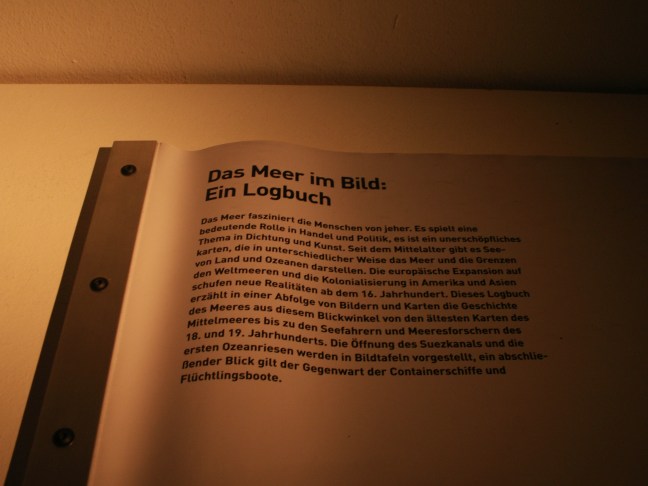 Das Meer im Bild:
Ein Logbuch
Das Meer fasziniert die Menschen von jeher. Es spielt eine
bedeutende Rolle in Handel und Politik, es ist ein unerschöpfliches
Thema in Dichtung und Kunst. Seit dem Mittelalter gibt es See-
karten, die in unterschiedlicher Weise das Meer und die Grenzen
von Land und Ozeanen darstellen. Die europäische Expansion auf
den Weltmeeren und die Kolonialisierung in Amerika und Asien
schufen neue Realitäten ab dem 16. Jahrhundert. Dieses Logbuch
erzählt in einer Abfolge von Bildern und Karten die Geschichte
des Meeres aus diesem Blickwinkel von den ältesten Karten des
Mittelmeeres bis zu den Seefahrern und Meeresforschern des
18. und 19. Jahrhunderts. Die Öffnung des Suezkanals und die
ersten Ozeanriesen werden in Bildtafeln vorgestellt, ein abschlie-
ßender Blick gilt der Gegenwart der Containerschiffe und
Flüchtlingsboote.